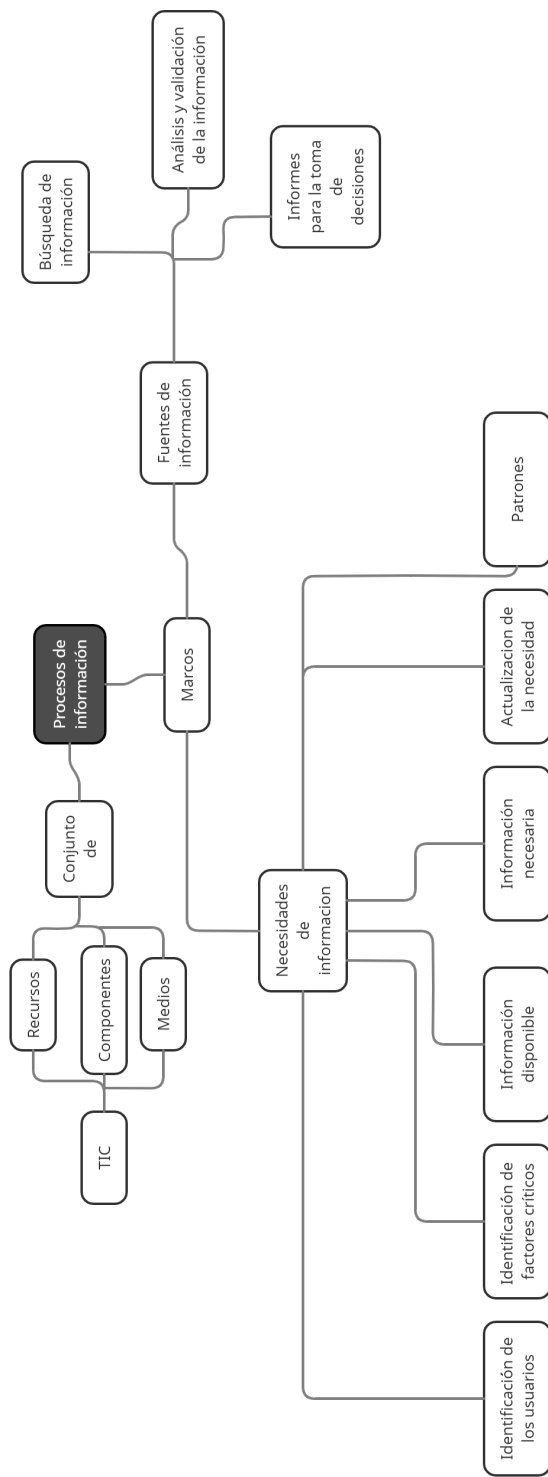 Procesos de
información
Conjunto
de
Recursos
Componentes
Medios
TIC
Marcos
Fuentes de
información
Búsqueda de
información
Análisis y validación
de la información
Informes
para la toma
de
decisiones
Necesidades
de
informacion
Identificación de
los usuarios
Identificación de
factores críticos
Información
disponible
Información
necesaria
Actualizacion de
la necesidad
Patrones